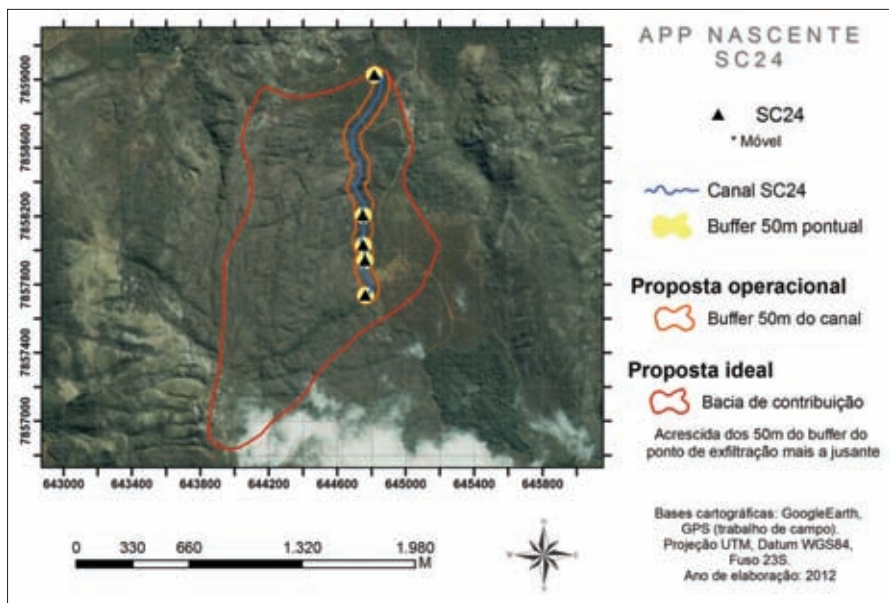 APP NASCENTE
SC24
SC24
* Móvel
Canal SC24
Buffer 50m pontual
Proposta operacional
Buffer 50m do canal
Proposta ideal
Bacia de contribuição
Acrescida dos 50m do buffer do
ponto de exfiltração mais a jusante
Bases cartográficas: GoogleEarth,
GPS (trabalho de campo).
Projeção UTM, Datum WGS84,
Fuso 23S.
Ano de elaboração: 2012
7859000
7858600
7858200
7857800
7857400
7857000
643000 643400 643800 644200 644600 645000 645400 645800
0 330 660 1.320 1.980
M